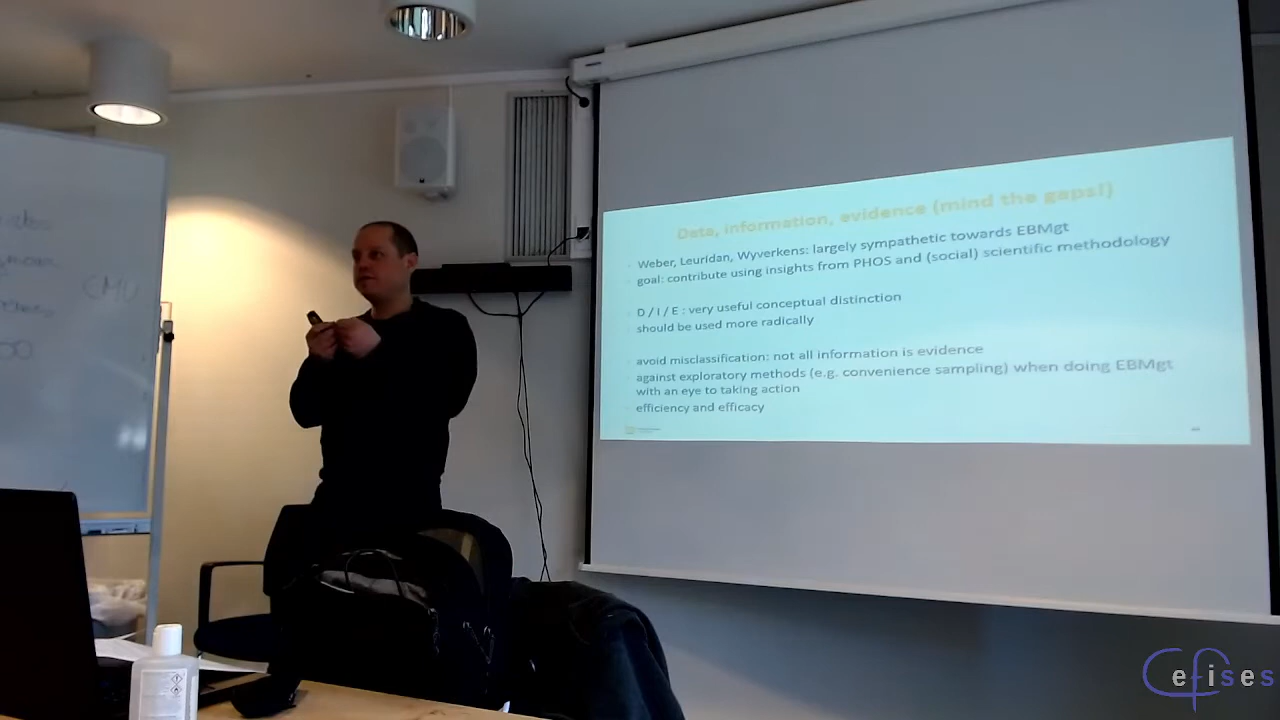 CMU
Data, information, evidence (mind the gaps!)
Weber, Leuridan, Wyverkens: largely sympathetic towards EBMgt
goal: contribute using insights from PHOS and (social) scientific methodology
D / I / E : very useful conceptual distinction
should be used more radically
avoid misclassification: not all information is evidence
against exploratory methods (e.g. convenience sampling) when doing EBMgt
with an eye to taking action
efficiency and efficacy
Cefises